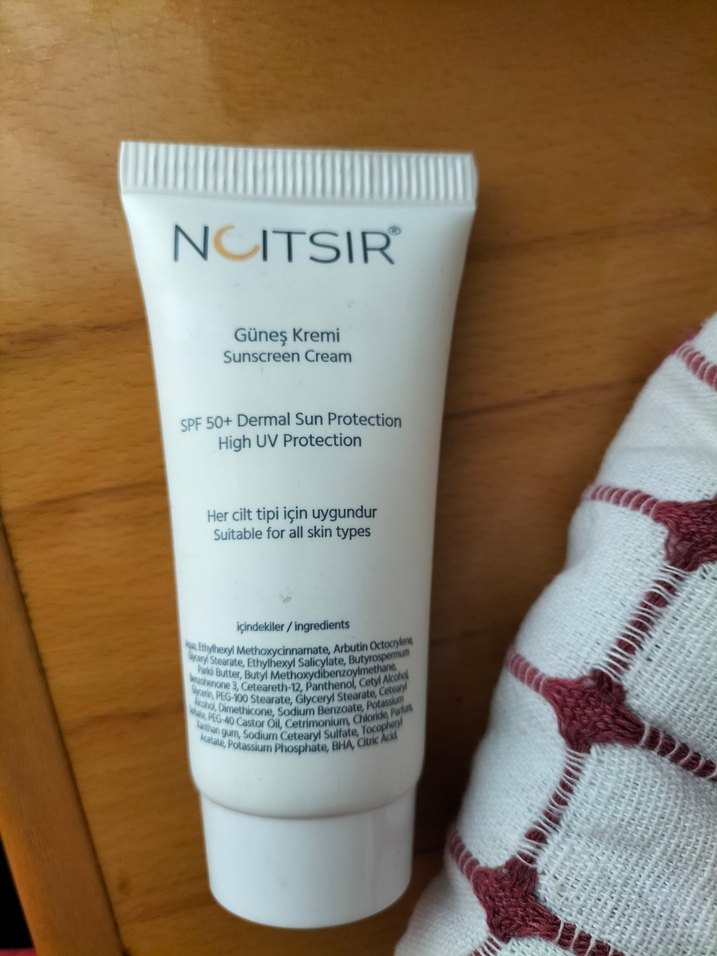 NCITSIR®
Güneş Kremi
Sunscreen Cream
SPF 50+ Dermal Sun Protection
High UV Protection
Her cilt tipi için uygundur
Suitable for all skin types
içindekiler / ingredients
Aqua, Ethylhexyl Methoxycinnamate, Arbutin Octocrylene,
Glyceryl Stearate, Ethylhexyl Salicylate, Butyrospermum
Parkii Butter, Butyl Methoxydibenzoylmethane,
Benzohenone 3, Ceteareth-12, Panthenol, Cetyl Alcohol,
Glycerin, PEG-100 Stearate, Glyceryl Stearate, Cetearyl
Alcohol, Dimethicone, Sodium Benzoate, Potassium
PEG-40 Castor Oil, Cetrimonium, Chloride, Parfum,
Xanthan gum, Sodium Cetearyl Sulfate, Tocopheryl
Acetate, Potassium Phosphate, BHA, Citric Acid.